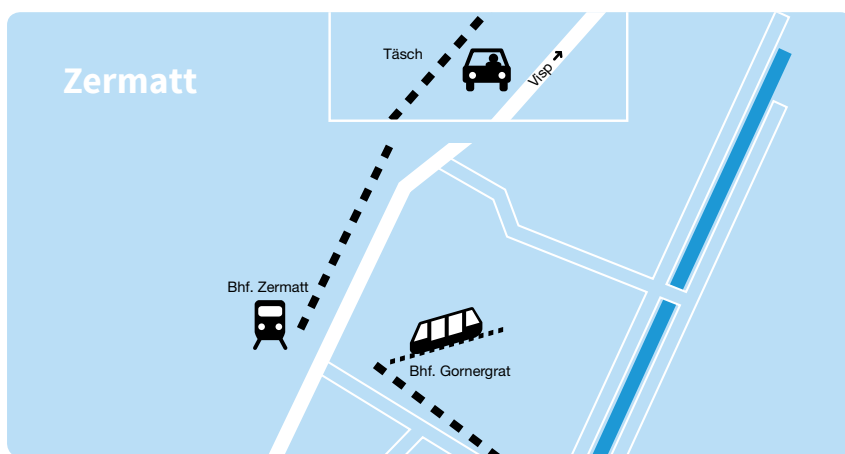 Zermatt
Täsch
Visp ➔
Bhf. Zermatt
Bhf. Gornergrat